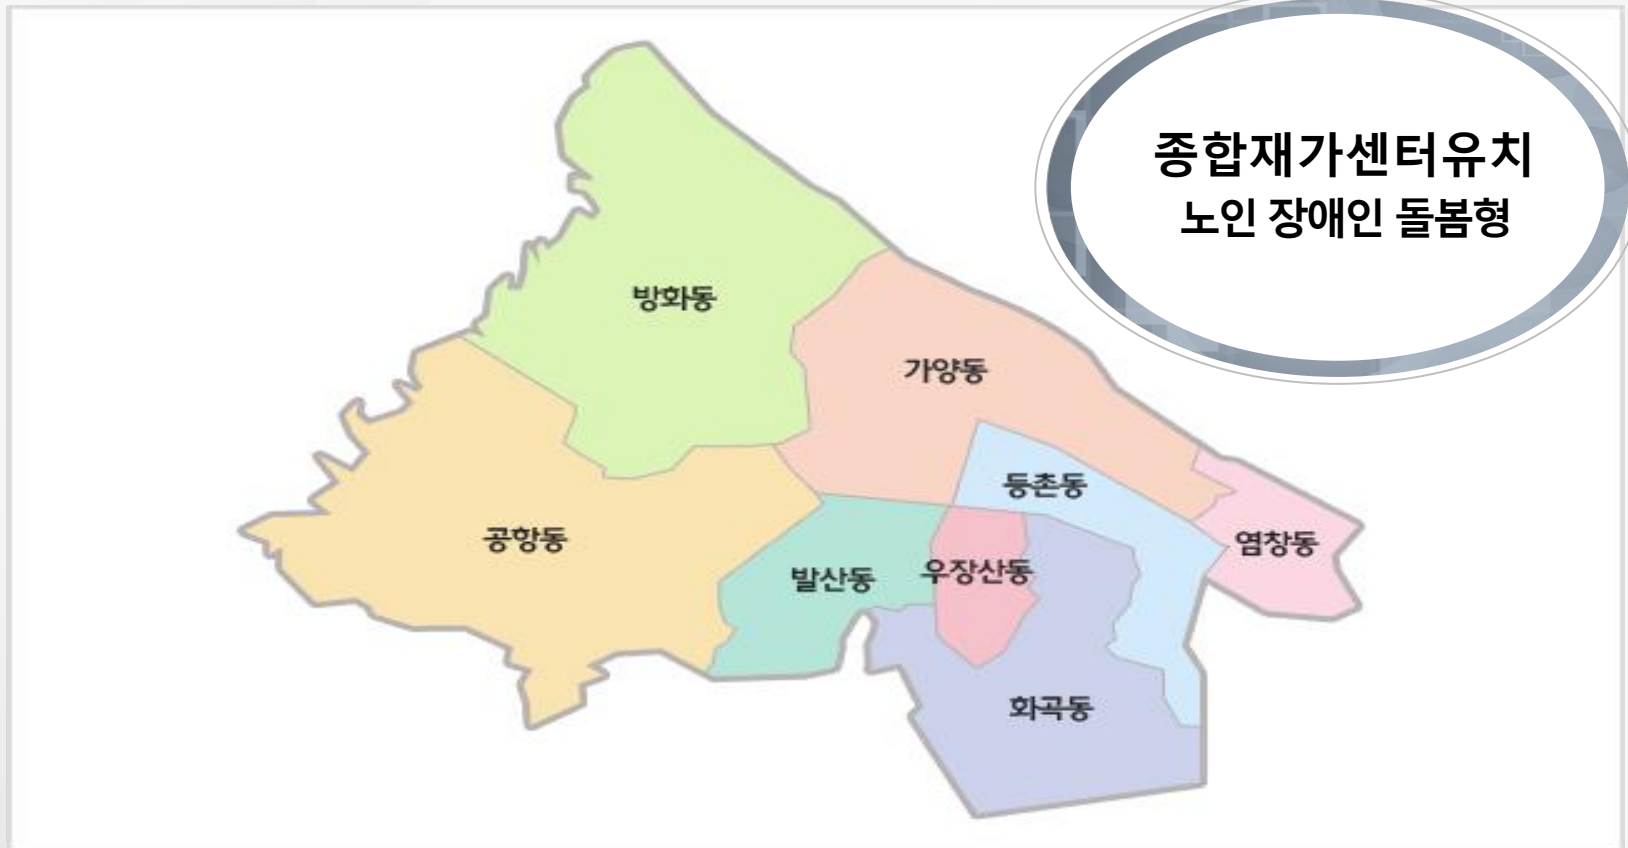 종합재가센터유치
노인 장애인 돌봄형
방화동
가양동
등촌동
공항동
염창동
발산동
우장산동
화곡동